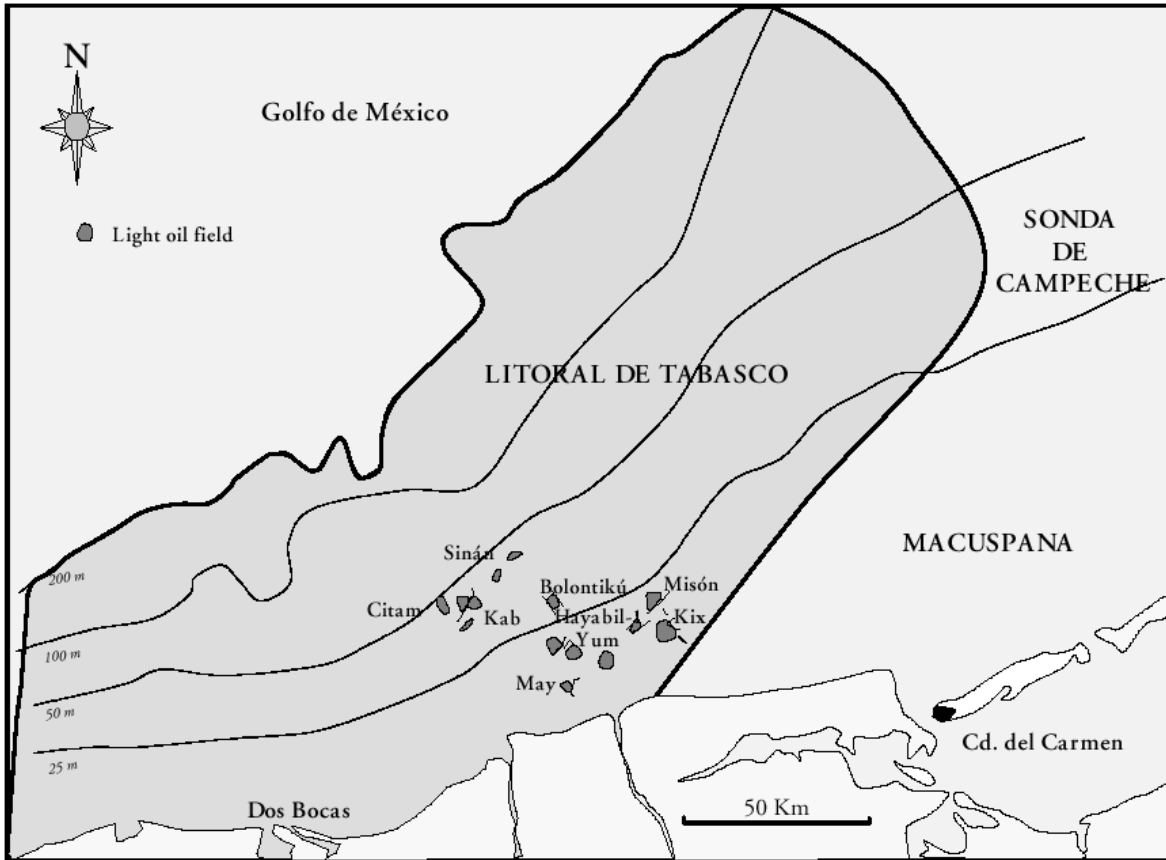 N
Golfo de México
Light oil field
SONDA
DE
CAMPECHE
LITORAL DE TABASCO
MACUSPANA
Sinán
200 m
Citam
Kab
Bolontikú
Misón
Hayabil-1
Kix
Yum
100 m
May
50 m
25 m
Cd. del Carmen
Dos Bocas
50 Km